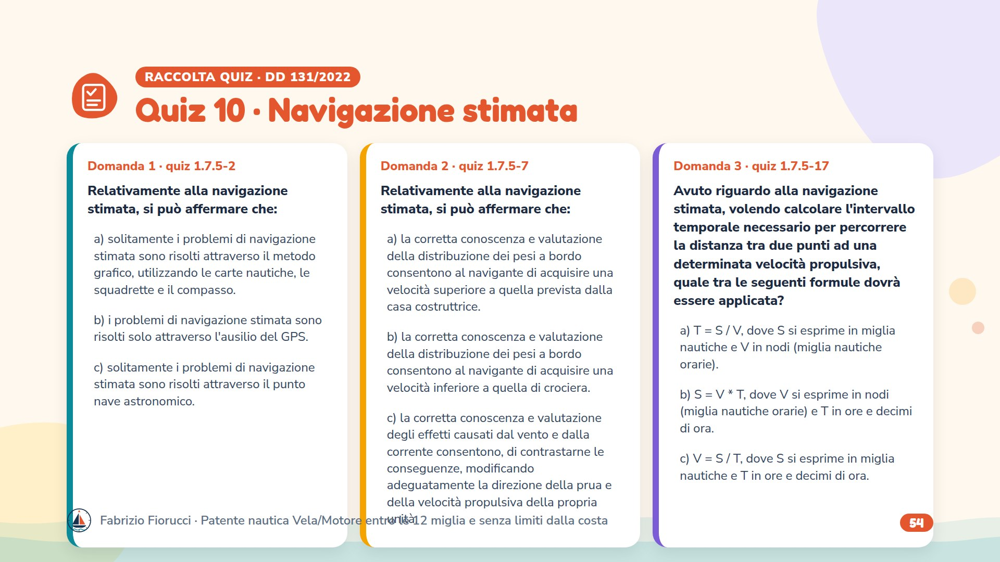 RACCOLTA QUIZ · DD 131/2022
Quiz 10 · Navigazione stimata
Domanda 1 · quiz 1.7.5-2
Relativamente alla navigazione
stimata, si può affermare che:
a) solitamente i problemi di navigazione
stimata sono risolti attraverso il metodo
grafico, utilizzando le carte nautiche, le
squadrette e il compasso.
b) i problemi di navigazione stimata sono
risolti solo attraverso l'ausilio del GPS.
c) solitamente i problemi di navigazione
stimata sono risolti attraverso il punto
nave astronomico.
Domanda 2 · quiz 1.7.5-7
Relativamente alla navigazione
stimata, si può affermare che:
a) la corretta conoscenza e valutazione
della distribuzione dei pesi a bordo
consentono al navigante di acquisire una
velocità superiore a quella prevista dalla
casa costruttrice.
b) la corretta conoscenza e valutazione
della distribuzione dei pesi a bordo
consentono al navigante di acquisire una
velocità inferiore a quella di crociera.
c) la corretta conoscenza e valutazione
degli effetti causati dal vento e dalla
corrente consentono, di contrastarne le
conseguenze, modificando
adeguatamente la direzione della prua e
della velocità propulsiva della propria
unità.
Domanda 3 · quiz 1.7.5-17
Avuto riguardo alla navigazione
stimata, volendo calcolare l'intervallo
temporale necessario per percorrere
la distanza tra due punti ad una
determinata velocità propulsiva,
quale tra le seguenti formule dovrà
essere applicata?
a) T = S / V, dove S si esprime in miglia
nautiche e V in nodi (miglia nautiche
orarie).
b) S = V * T, dove V si esprime in nodi
(miglia nautiche orarie) e T in ore e decimi
di ora.
c) V = S / T, dove S si esprime in miglia
nautiche e T in ore e decimi di ora.
Fabrizio Fiorucci · Patente nautica Vela/Motore entro le 12 miglia e senza limiti dalla costa
54